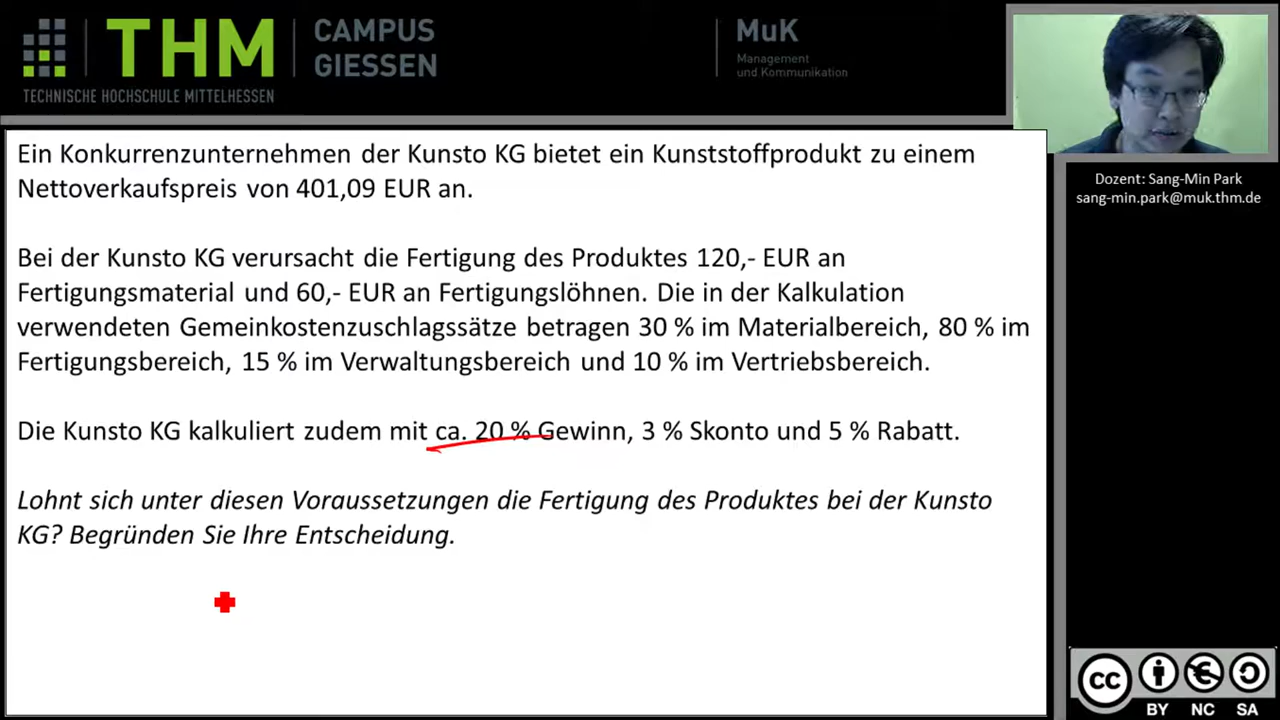 THM
CAMPUS
GIESSEN
TECHNISCHE HOCHSCHULE MITTELHESSEN
MuK
Management
und Kommunikation
Ein Konkurrenzunternehmen der Kunsto KG bietet ein Kunststoffprodukt zu einem
Nettoverkaufspreis von 401,09 EUR an.
Bei der Kunsto KG verursacht die Fertigung des Produktes 120,- EUR an
Fertigungsmaterial und 60,- EUR an Fertigungslöhnen. Die in der Kalkulation
verwendeten Gemeinkostenzuschlagssätze betragen 30 % im Materialbereich, 80 % im
Fertigungsbereich, 15 % im Verwaltungsbereich und 10 % im Vertriebsbereich.
Die Kunsto KG kalkuliert zudem mit ca. 20 % Gewinn, 3 % Skonto und 5 % Rabatt.
Lohnt sich unter diesen Voraussetzungen die Fertigung des Produktes bei der Kunsto
KG? Begründen Sie Ihre Entscheidung.
Dozent: Sang-Min Park
sang-min.park@muk.thm.de
CC
BY NC SA